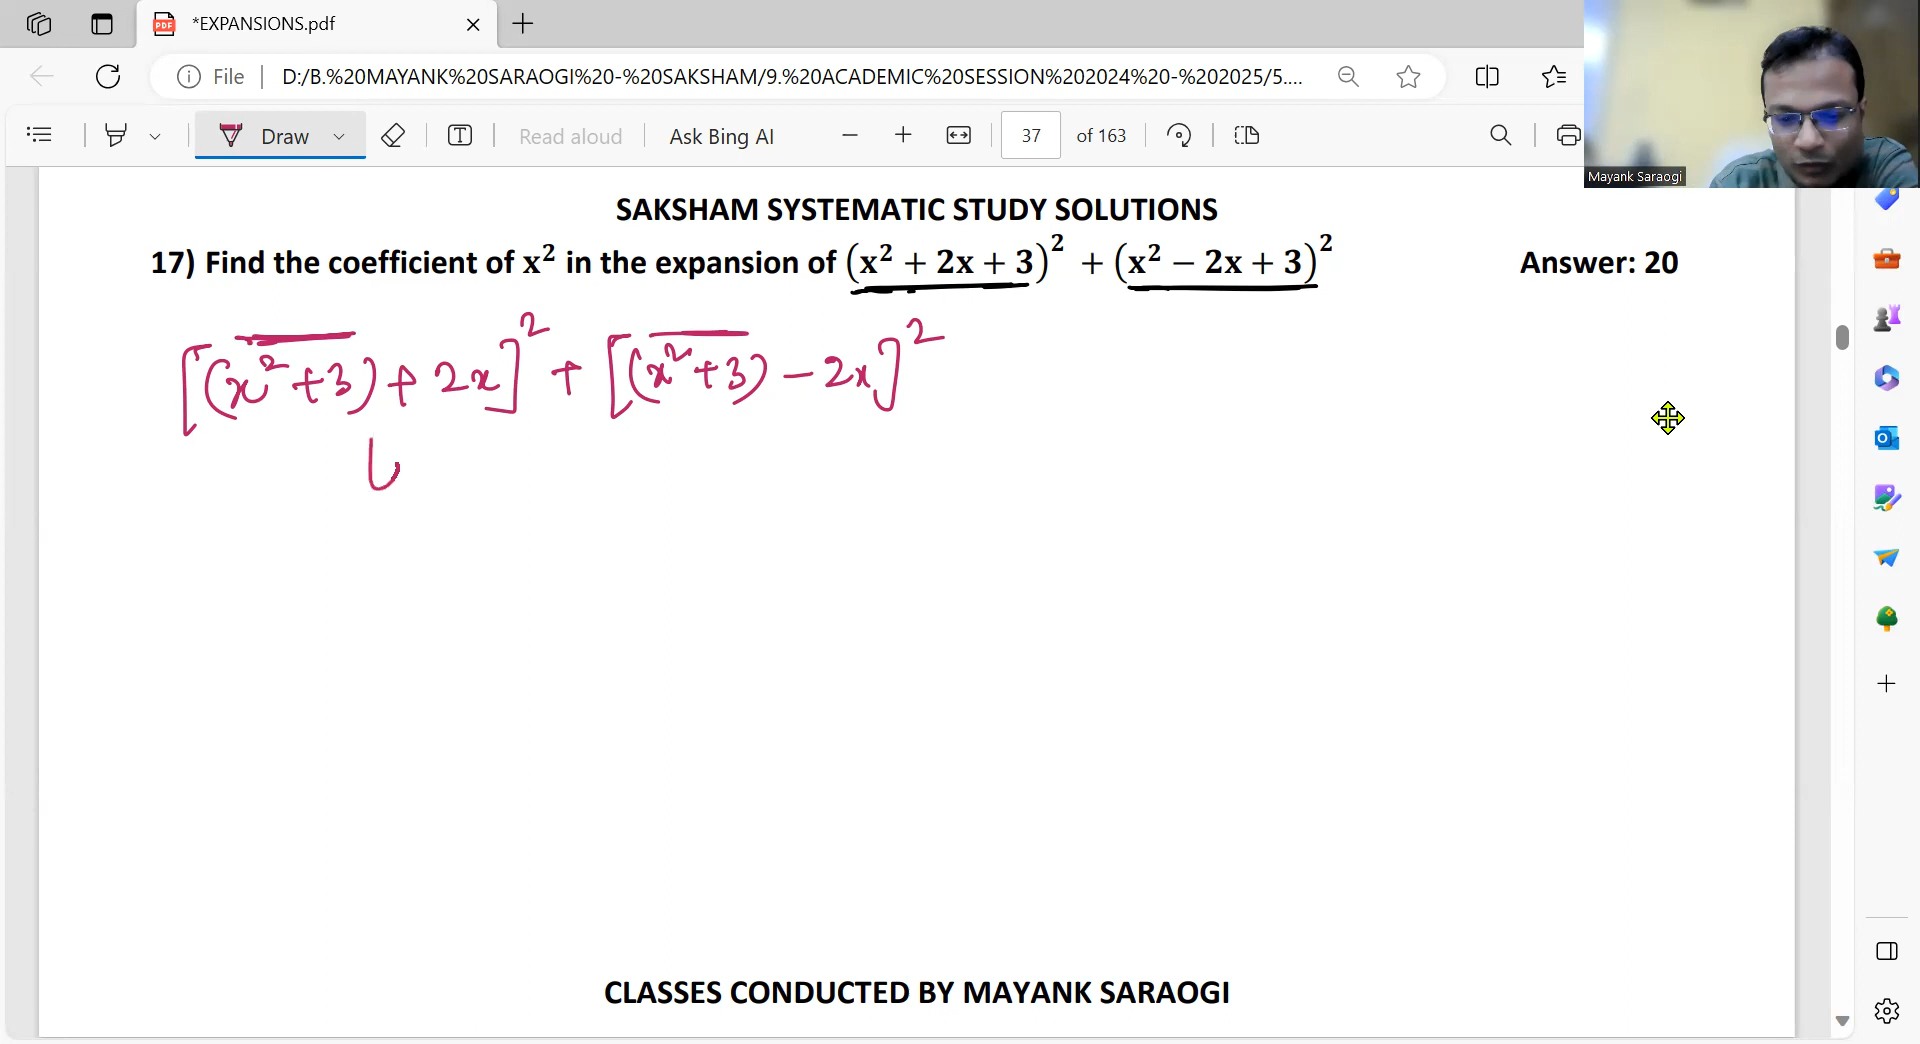 *EXPANSIONS.pdf
File | D:/B.%20MAYANK%20SARAOGI%20-%20SAKSHAM/9.%20ACADEMIC%20SESSION%202024%20-%202025/5....
Draw
Read aloud
Ask Bing AI
37 of 163
Mayank Saraogi
SAKSHAM SYSTEMATIC STUDY SOLUTIONS
17) Find the coefficient of x² in the expansion of (x² + 2x + 3)² + (x² − 2x + 3)² Answer: 20
[(x²+3) + 2x]² + [(x²+3) − 2x]²
CLASSES CONDUCTED BY MAYANK SARAOGI